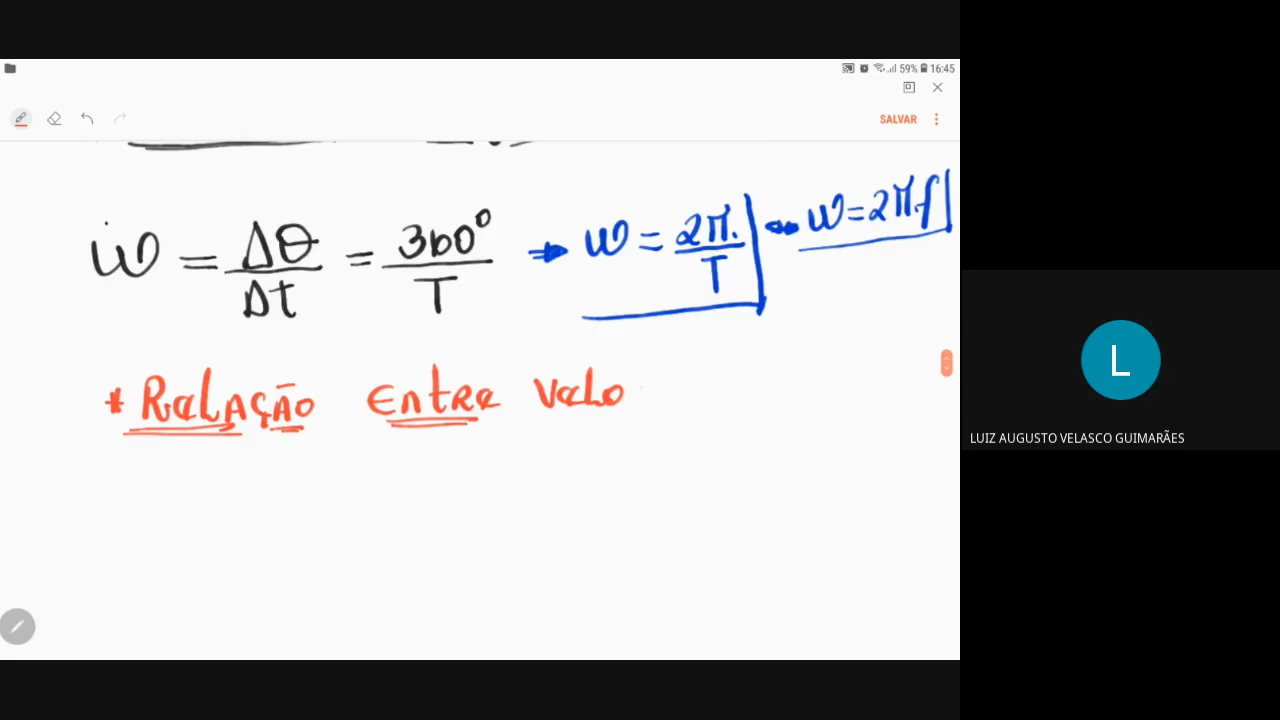 59% 16:45
SALVAR
ω = Δθ/Δt = 360°/T → ω = 2π/T → ω = 2π.f
* Relação Entre Velo
L
LUIZ AUGUSTO VELASCO GUIMARÃES